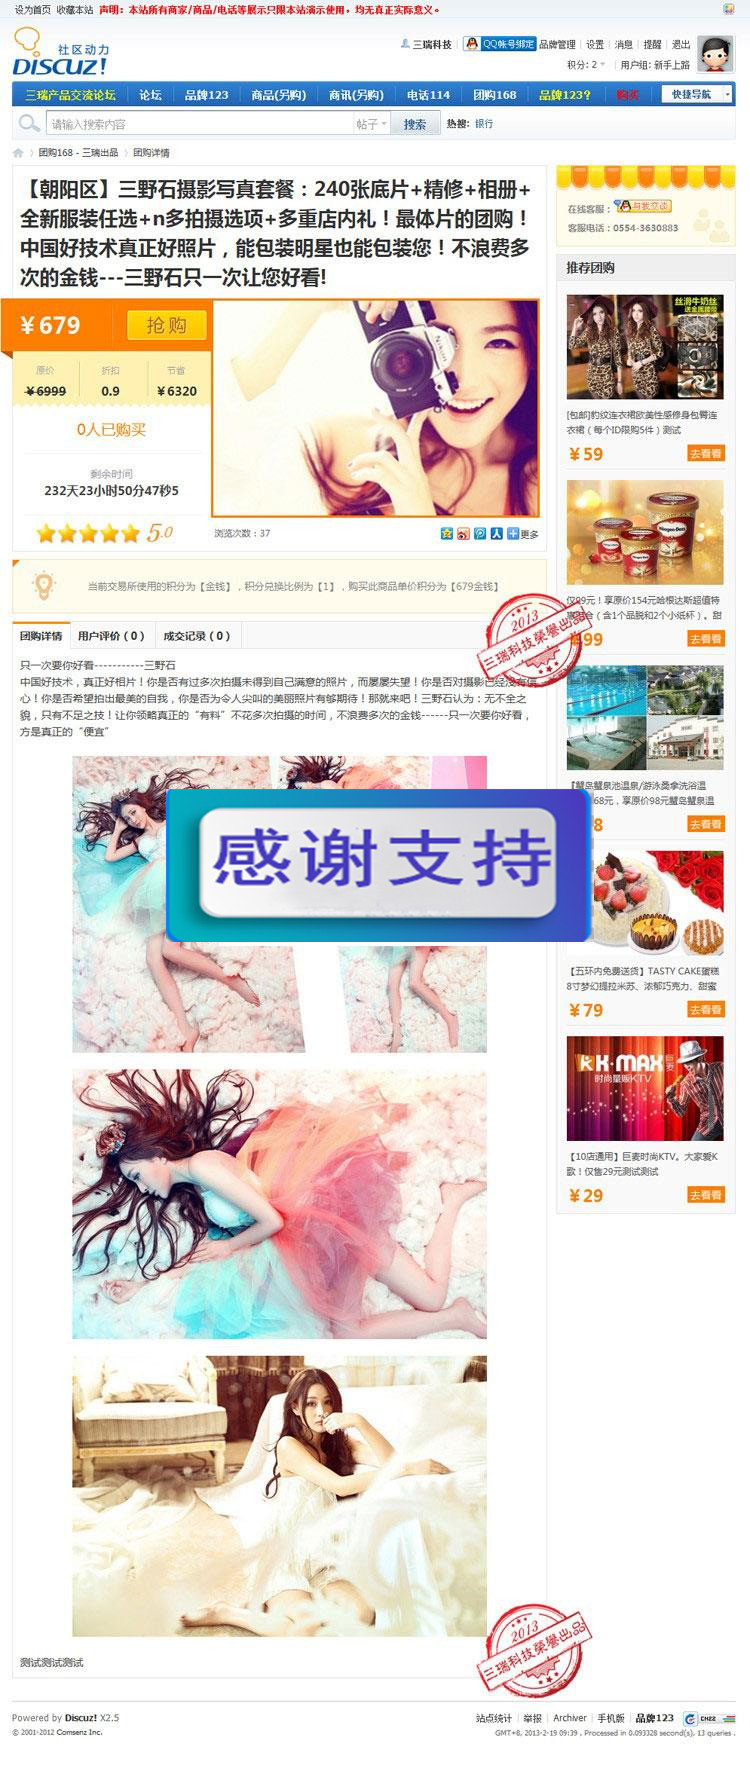 设为首页 收藏本站 声明：本站所有商家/商品/电话等展示只限本站演示使用，均无真正实际意义。
社区动力
DISCUZ!
三瑞科技 QQ帐号绑定 品牌管理 设置 消息 提醒 退出
积分: 2 用户组: 新手上路
三瑞产品交流论坛 论坛 品牌123 商品(另购) 商讯(另购) 电话114 团购168 品牌123? 购买 快捷导航
请输入搜索内容 帖子 搜索 热搜: 银行
团购168 - 三瑞出品 团购详情
【朝阳区】三野石摄影写真套餐：240张底片+精修+相册+
全新服装任选+n多拍摄选项+多重店内礼！最体片的团购！
中国好技术真正好照片，能包装明星也能包装您！不浪费多
次的金钱---三野石只一次让您好看!
¥679 抢购
原价 折扣 节省
¥6999 0.9 ¥6320
0人已购买
剩余时间
232天23小时50分47秒5
5.0
Nikon
浏览次数：37 更多
当前交易所使用的积分为【金钱】，积分兑换比例为【1】，购买此商品单价积分为【679金钱】
团购详情 用户评价（0） 成交记录（0）
2013
三瑞科技荣誉出品
只一次要你好看-----------三野石
中国好技术，真正好相片！你是否有过多次拍摄未得到自己满意的照片，而屡屡失望！你是否对摄影已经没有信
心！你是否希望拍出最美的自我，你是否为令人尖叫的美丽照片有够期待！那就来吧！三野石认为：无不全之
貌，只有不足之技！让你领略真正的“有料”不花多次拍摄的时间，不浪费多次的金钱------只一次要你好看，
方是真正的“便宜”
感谢支持
测试测试测试
2013
三瑞科技荣誉出品
在线客服： 与我交谈
客服电话：0554-3630883
推荐团购
丝滑牛奶丝
送金属腰带
[包邮]豹纹连衣裙欧美性感修身包臀连
衣裙（每个ID限购5件）测试
¥59 去看看
仅99元！享原价154元哈根达斯超值特
惠组合（含1个品脱和2个小纸杯）。甜
99 去看看
【蟹岛蟹泉池温泉/游泳桑拿洗浴温
68元，享原价98元蟹岛蟹泉温
8 去看看
【五环内免费送货】TASTY CAKE蛋糕
8寸梦幻提拉米苏、浓郁巧克力、甜蜜
¥79 去看看
K·MAX 巨麦
时尚量贩KTV
【10店通用】巨麦时尚KTV。大家爱K
歌！仅售29元测试测试
¥29 去看看
Powered by Discuz! X2.5
© 2001-2012 Comsenz Inc.
站点统计 举报 Archiver 手机版 品牌123 CNZZ
GMT+8, 2013-2-19 09:39 , Processed in 0.093328 second(s), 13 queries .